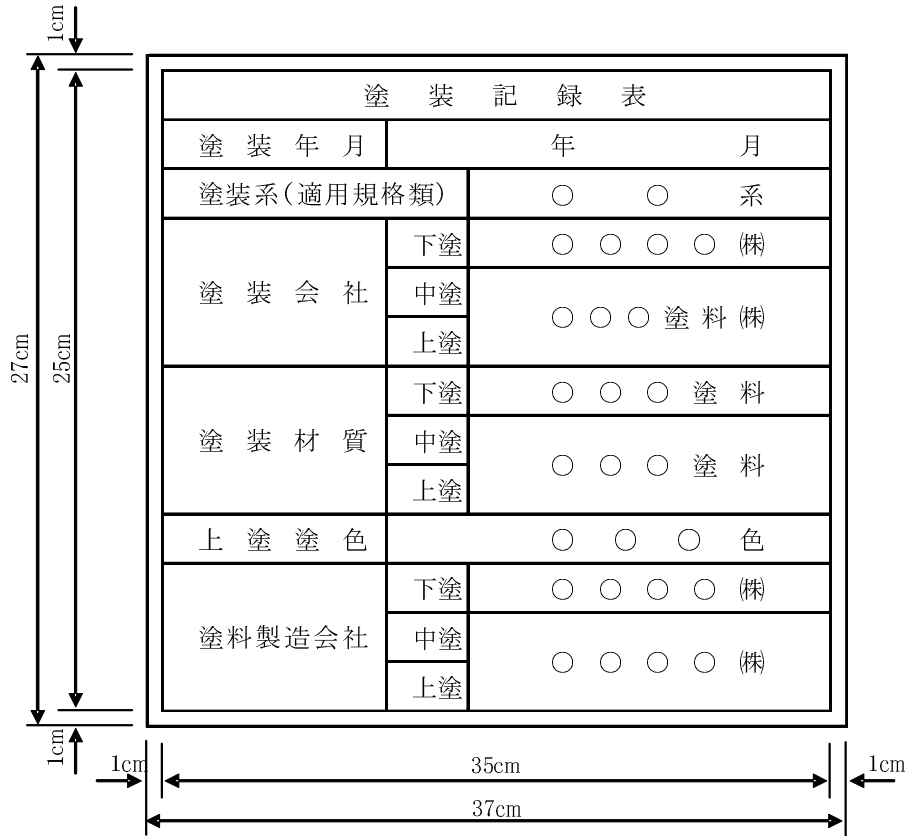 1cm
塗装記録表
塗装年月 年 月
塗装系(適用規格類) ○ ○ 系
下塗 ○○○○㈱
塗装会社 中塗 ○○○塗料㈱
上塗
27cm 25cm
下塗 ○○○塗料
塗装材質 中塗 ○○○塗料
上塗
上塗塗色 ○○○色
下塗 ○○○○㈱
塗料製造会社 中塗 ○○○○㈱
上塗
1cm
1cm 35cm 1cm
37cm